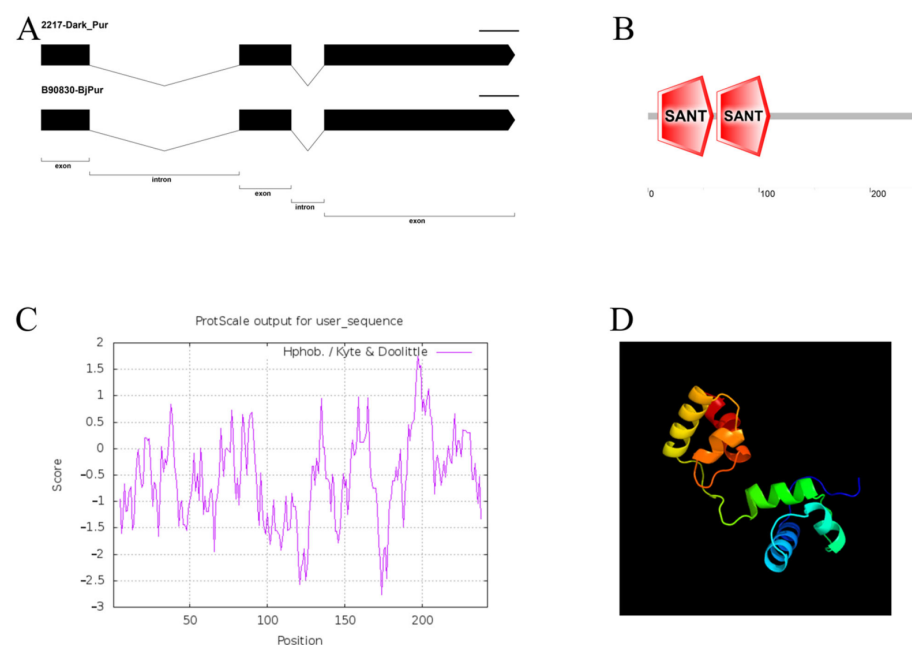 A
2217-Dark_Pur
B90830-BjPur
exon
intron
exon
intron
exon
B
SANT SANT
0 100 200
C
ProtScale output for user_sequence
Hphob. / Kyte & Doolittle
2
1.5
1
0.5
0
-0.5
-1
-1.5
-2
-2.5
-3
Score
50 100 150 200
Position
D